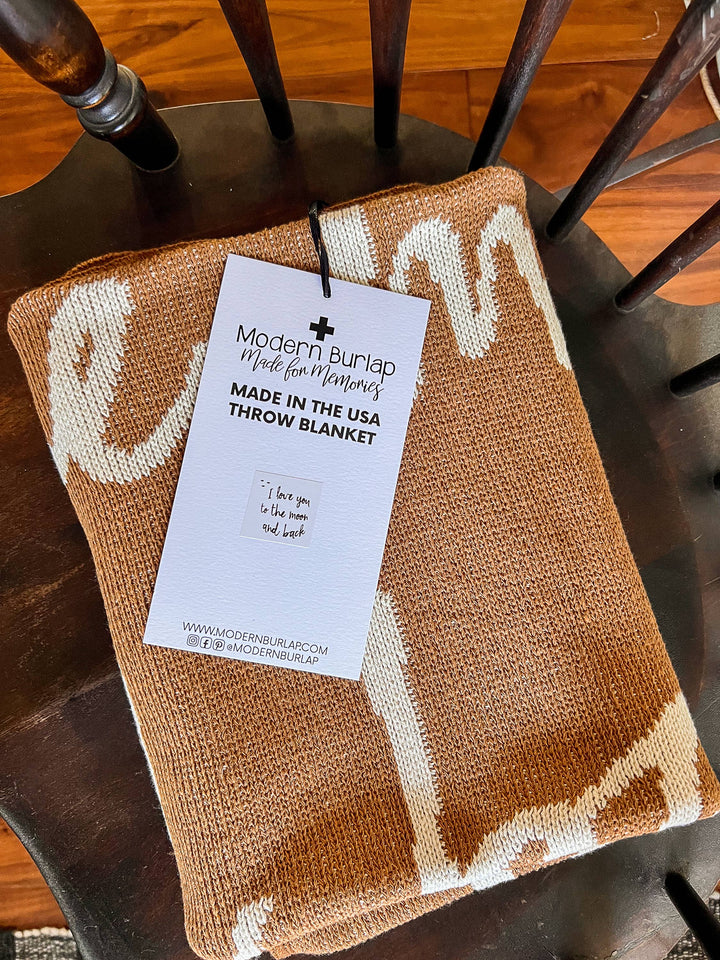 Modern Burlap
Made for Memories
MADE IN THE USA
THROW BLANKET
I love you
to the moon
and back
WWW.MODERNBURLAP.COM
@MODERNBURLAP